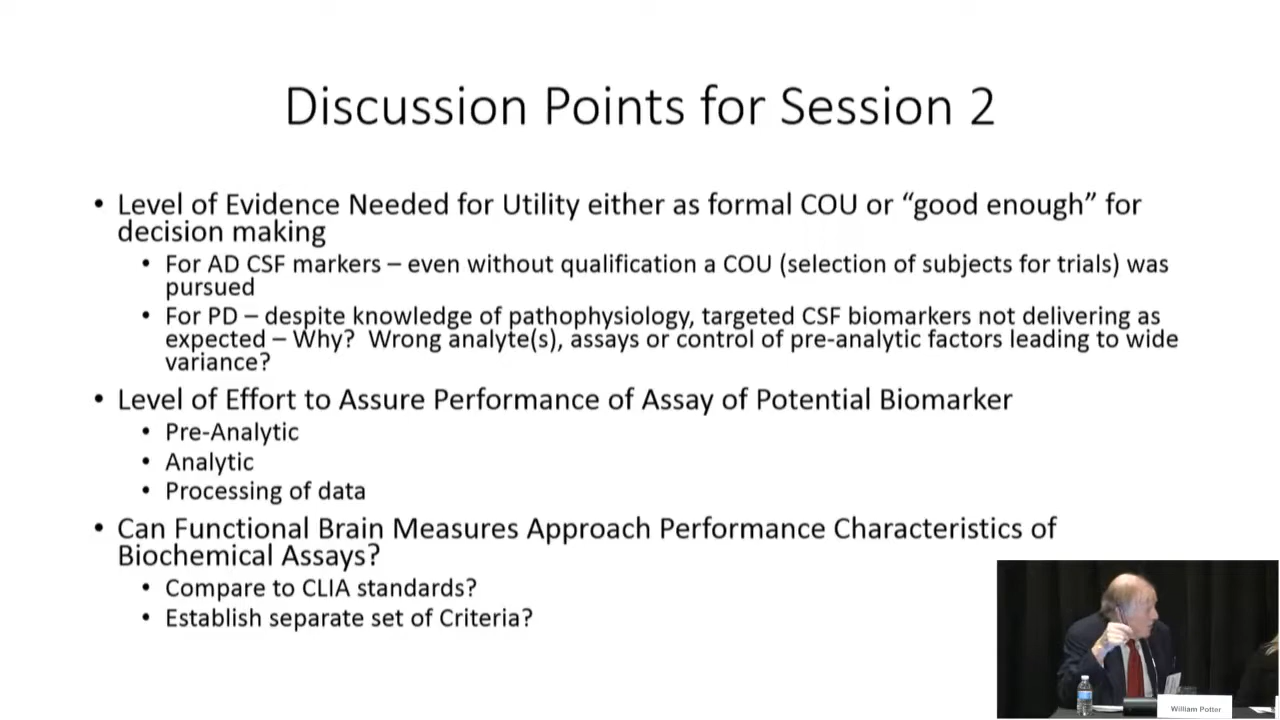 Discussion Points for Session 2
• Level of Evidence Needed for Utility either as formal COU or “good enough” for
decision making
• For AD CSF markers – even without qualification a COU (selection of subjects for trials) was
pursued
• For PD – despite knowledge of pathophysiology, targeted CSF biomarkers not delivering as
expected – Why?  Wrong analyte(s), assays or control of pre-analytic factors leading to wide
variance?
• Level of Effort to Assure Performance of Assay of Potential Biomarker
• Pre-Analytic
• Analytic
• Processing of data
• Can Functional Brain Measures Approach Performance Characteristics of
Biochemical Assays?
• Compare to CLIA standards?
• Establish separate set of Criteria?
William Potter